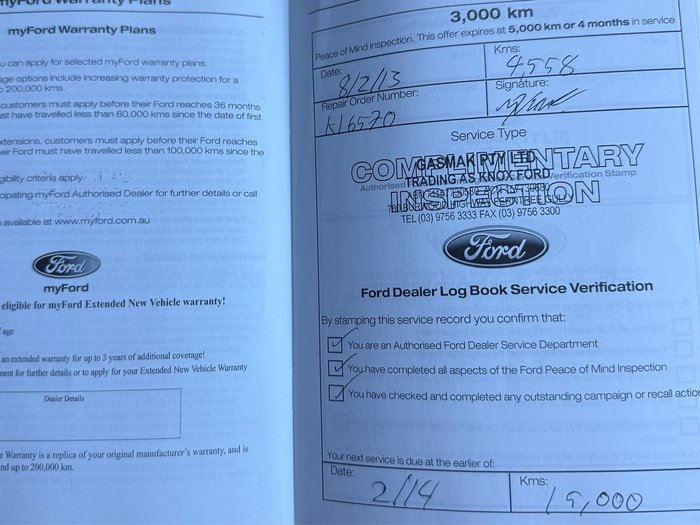 myFord Warranty Plans
myFord Warranty Plans
u can apply for selected myFord warranty plans.
age options include increasing warranty protection for a
200,000 kms.
customers must apply before their Ford reaches 36 months
st have travelled less than 80,000 kms since the date of first
xtensions, customers must apply before their Ford reaches
eir Ford must have travelled less than 100,000 kms since the
gibility criteria apply.
cipating myFord Authorised Dealer for further details or call
available at www.myford.com.au
Ford
myFord
eligible for myFord Extended New Vehicle warranty!
age
an extended warranty for up to 3 years of additional coverage!
ment for further details or to apply for your Extended New Vehicle Warranty
Dealer Details
e Warranty is a replica of your original manufacturer's warranty, and is
nd up to 200,000 km.
3,000 km
Peace of Mind Inspection. This offer expires at 5,000 km or 4 months in service
Date: 8/2/13
Kms: 4558
Repair Order Number: K16570
Signature:
Service Type
COMPLIMENTARY
INSPECTION
Authorised
Verification Stamp
GASMAK PTY LTD
TRADING AS KNOX FORD
TEL (03) 9756 3333 FAX (03) 9756 3300
Ford
Ford Dealer Log Book Service Verification
By stamping this service record you confirm that:
You are an Authorised Ford Dealer Service Department
You have completed all aspects of the Ford Peace of Mind Inspection
You have checked and completed any outstanding campaign or recall action
Your next service is due at the earlier of:
Date: 2/14
Kms: 15,000